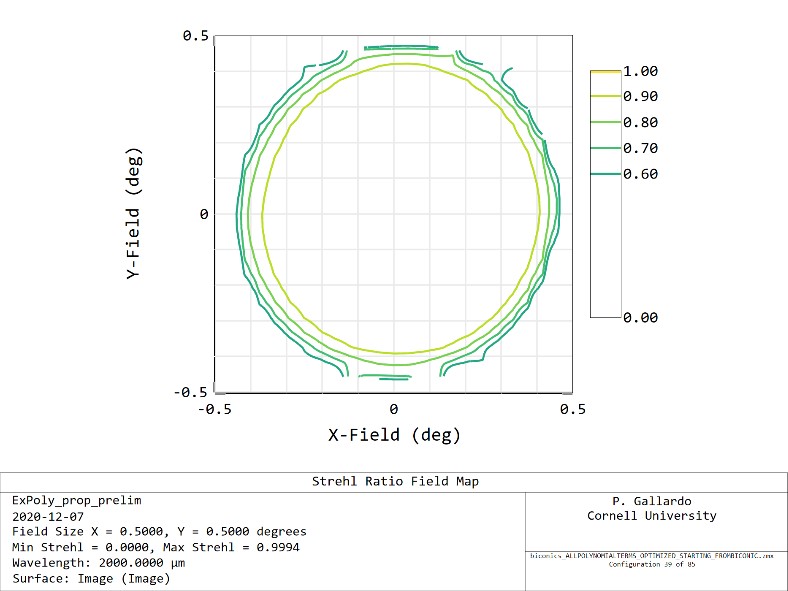 0.5
0
-0.5
Y-Field (deg)
-0.5
0
0.5
X-Field (deg)
1.00
0.90
0.80
0.70
0.60
0.00
Strehl Ratio Field Map
ExPoly_prop_prelim
2020-12-07
Field Size X = 0.5000, Y = 0.5000 degrees
Min Strehl = 0.0000, Max Strehl = 0.9994
Wavelength: 2000.0000 µm
Surface: Image (Image)
P. Gallardo
Cornell University
biconics_ALLPOLYNOMIALTERMS_OPTIMIZED_STARTING_FROMBICONIC.zmx
Configuration 39 of 85